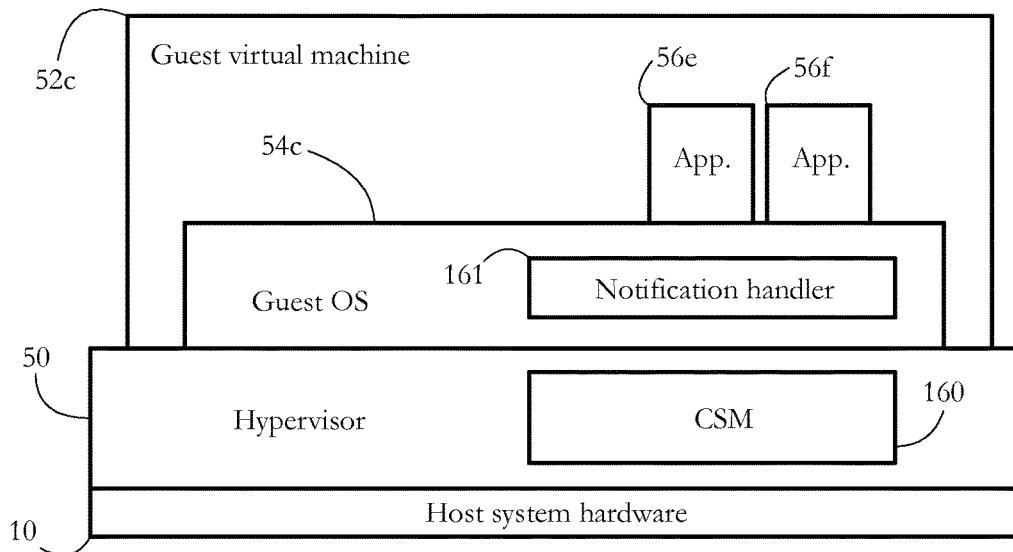 52c
Guest virtual machine
56e
56f
54c
App.
App.
161
Notification handler
Guest OS
50
Hypervisor
CSM
160
10
Host system hardware